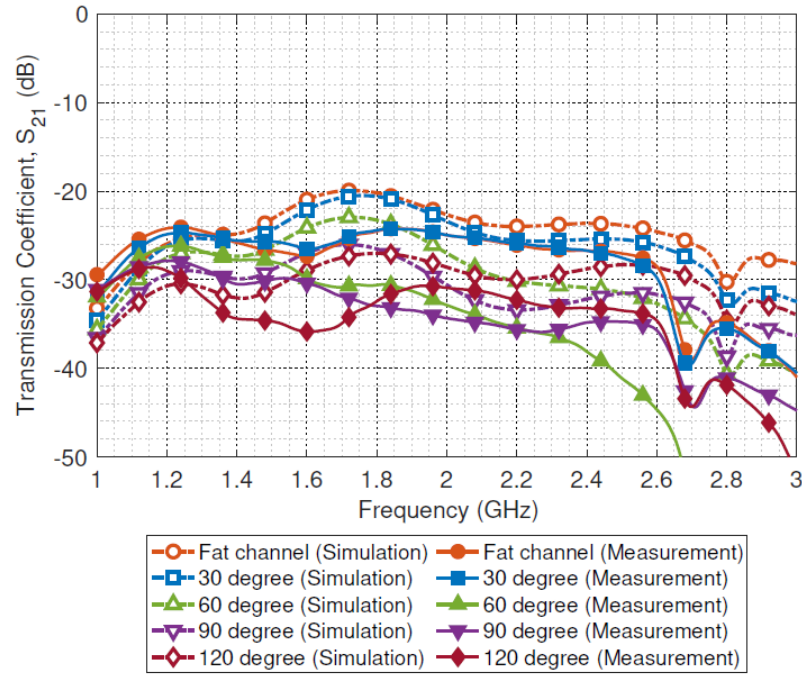 0
-10
-20
-30
-40
-50
Transmission Coefficient, S21 (dB)
1 1.2 1.4 1.6 1.8 2 2.2 2.4 2.6 2.8 3
Frequency (GHz)
Fat channel (Simulation) Fat channel (Measurement)
30 degree (Simulation) 30 degree (Measurement)
60 degree (Simulation) 60 degree (Measurement)
90 degree (Simulation) 90 degree (Measurement)
120 degree (Simulation) 120 degree (Measurement)